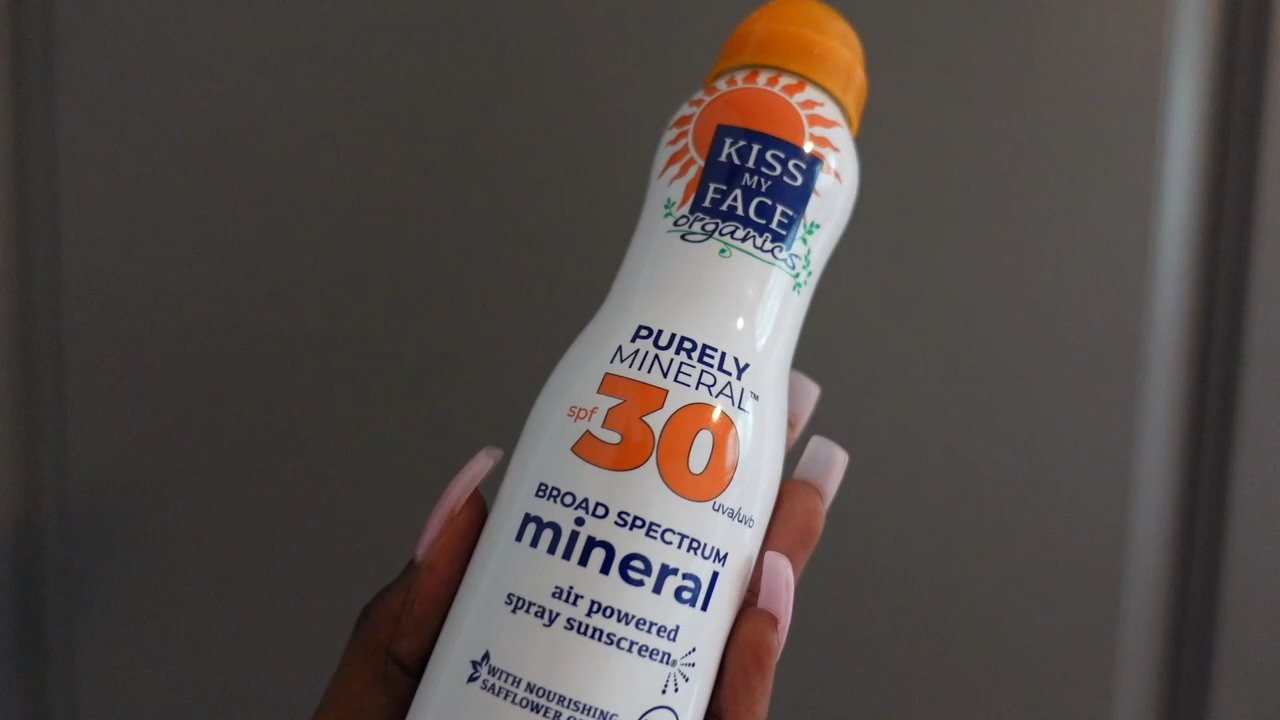 KISS
MY
FACE
organics
PURELY
MINERAL™
spf 30
uva/uvb
BROAD SPECTRUM
mineral
air powered
spray sunscreen®
WITH NOURISHING
SAFFLOWER